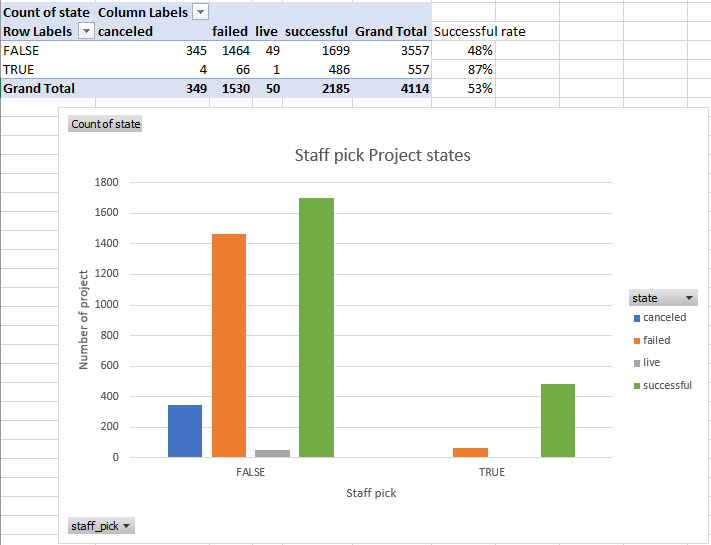 Count of state Column Labels
Row Labels canceled failed live successful Grand Total Successful rate
FALSE 345 1464 49 1699 3557 48%
TRUE 4 66 1 486 557 87%
Grand Total 349 1530 50 2185 4114 53%
Count of state
Staff pick Project states
1800
1600
1400
1200
1000
800
600
400
200
0
Number of project
FALSE TRUE
Staff pick
state
canceled
failed
live
successful
staff_pick